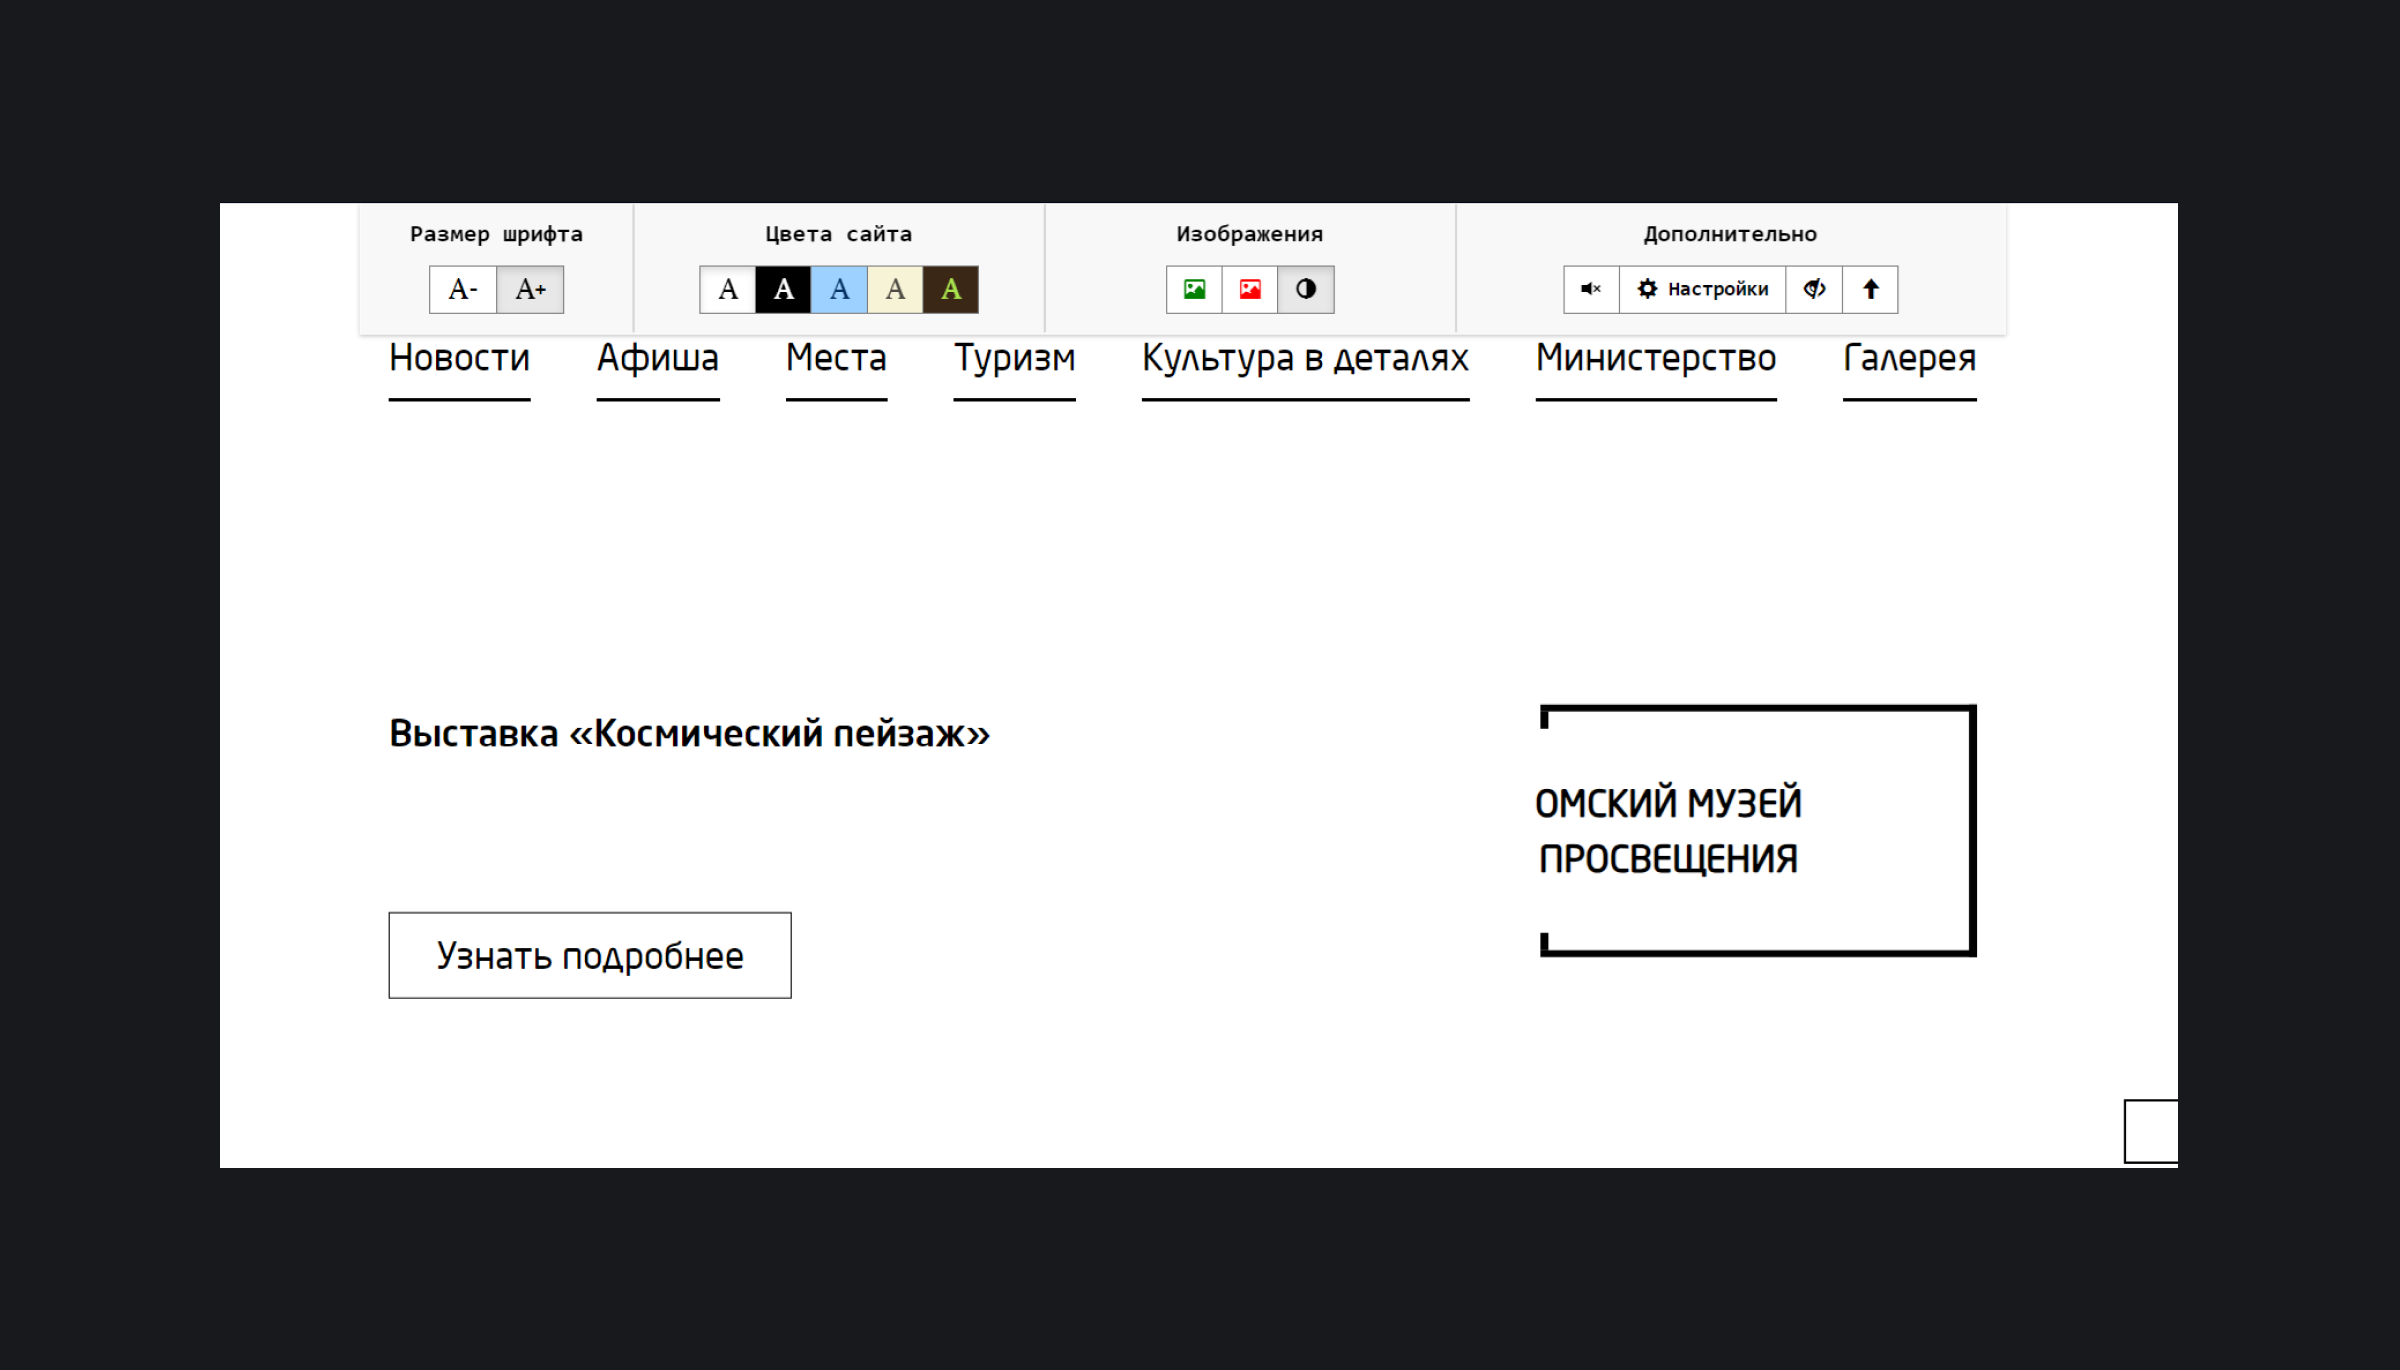 Размер шрифта Цвета сайта Изображения Дополнительно
A- A+ A A A A A Настройки
Новости Афиша Места Туризм Культура в деталях Министерство Галерея
Выставка «Космический пейзаж»
ОМСКИЙ МУЗЕЙ
ПРОСВЕЩЕНИЯ
Узнать подробнее